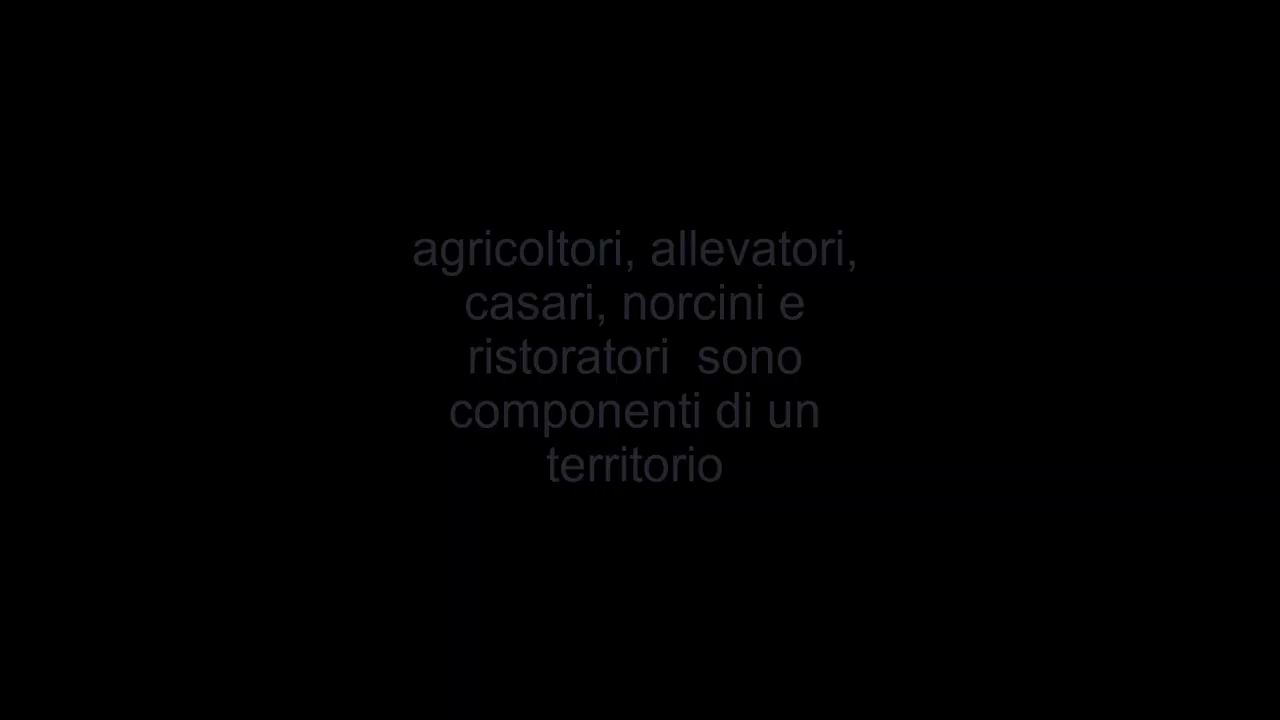 agricoltori, allevatori,
casari, norcini e
ristoratori  sono
componenti di un
territorio